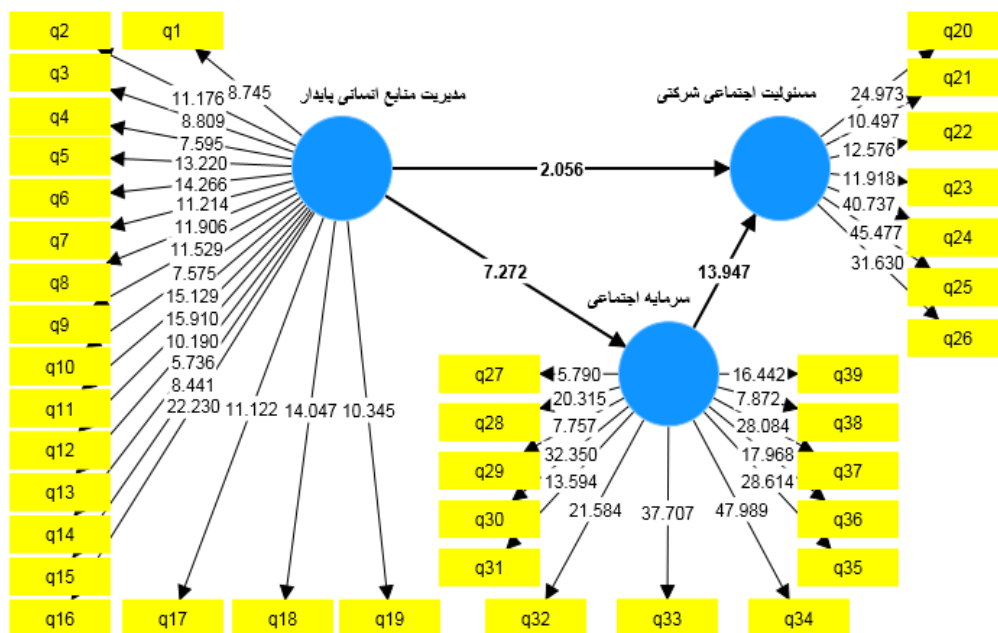 q2
q1
q3
q4
q5
q6
q7
q8
q9
q10
q11
q12
q13
q14
q15
q16
q17
q18
q19
8.745
11.176
8.809
7.595
13.220
14.266
11.214
11.906
11.529
7.575
15.129
15.910
10.190
5.736
8.441
22.230
11.122
14.047
10.345
مدیریت منابع انسانی پایدار
2.056
7.272
13.947
مسئولیت اجتماعی شرکتی
24.973
10.497
12.576
11.918
40.737
45.477
31.630
q20
q21
q22
q23
q24
q25
q26
سرمایه اجتماعی
q27
q28
q29
q30
q31
5.790
20.315
7.757
32.350
13.594
21.584
37.707
47.989
16.442
7.872
28.084
17.968
28.614
q39
q38
q37
q36
q35
q32
q33
q34